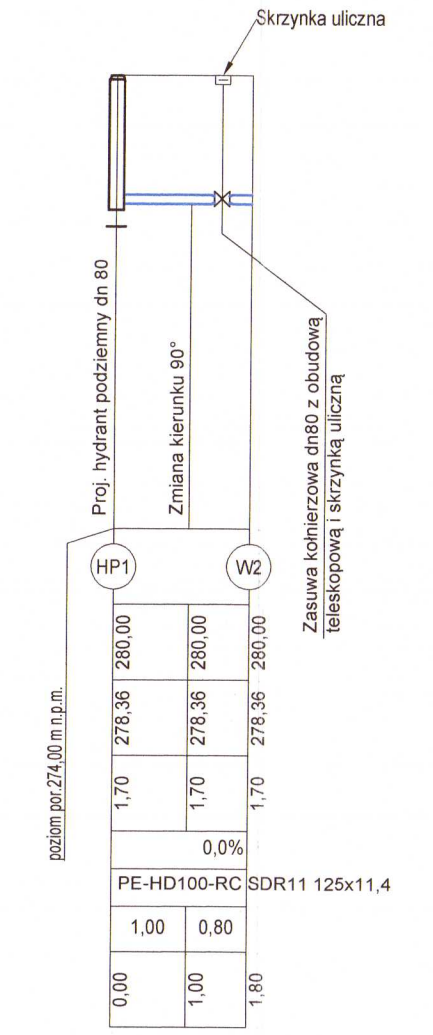 Skrzynka uliczna
Proj. hydrant podziemny dn 80
Zmiana kierunku 90°
Zasuwa kołnierzowa dn80 z obudową
teleskopową i skrzynką uliczną
poziom por.274,00 m n.p.m.
HP1
W2
280,00
280,00
280,00
278,36
278,36
278,36
1,70
1,70
1,70
0,0%
PE-HD100-RC SDR11 125x11,4
1,00
0,80
0,00
1,00
1,80